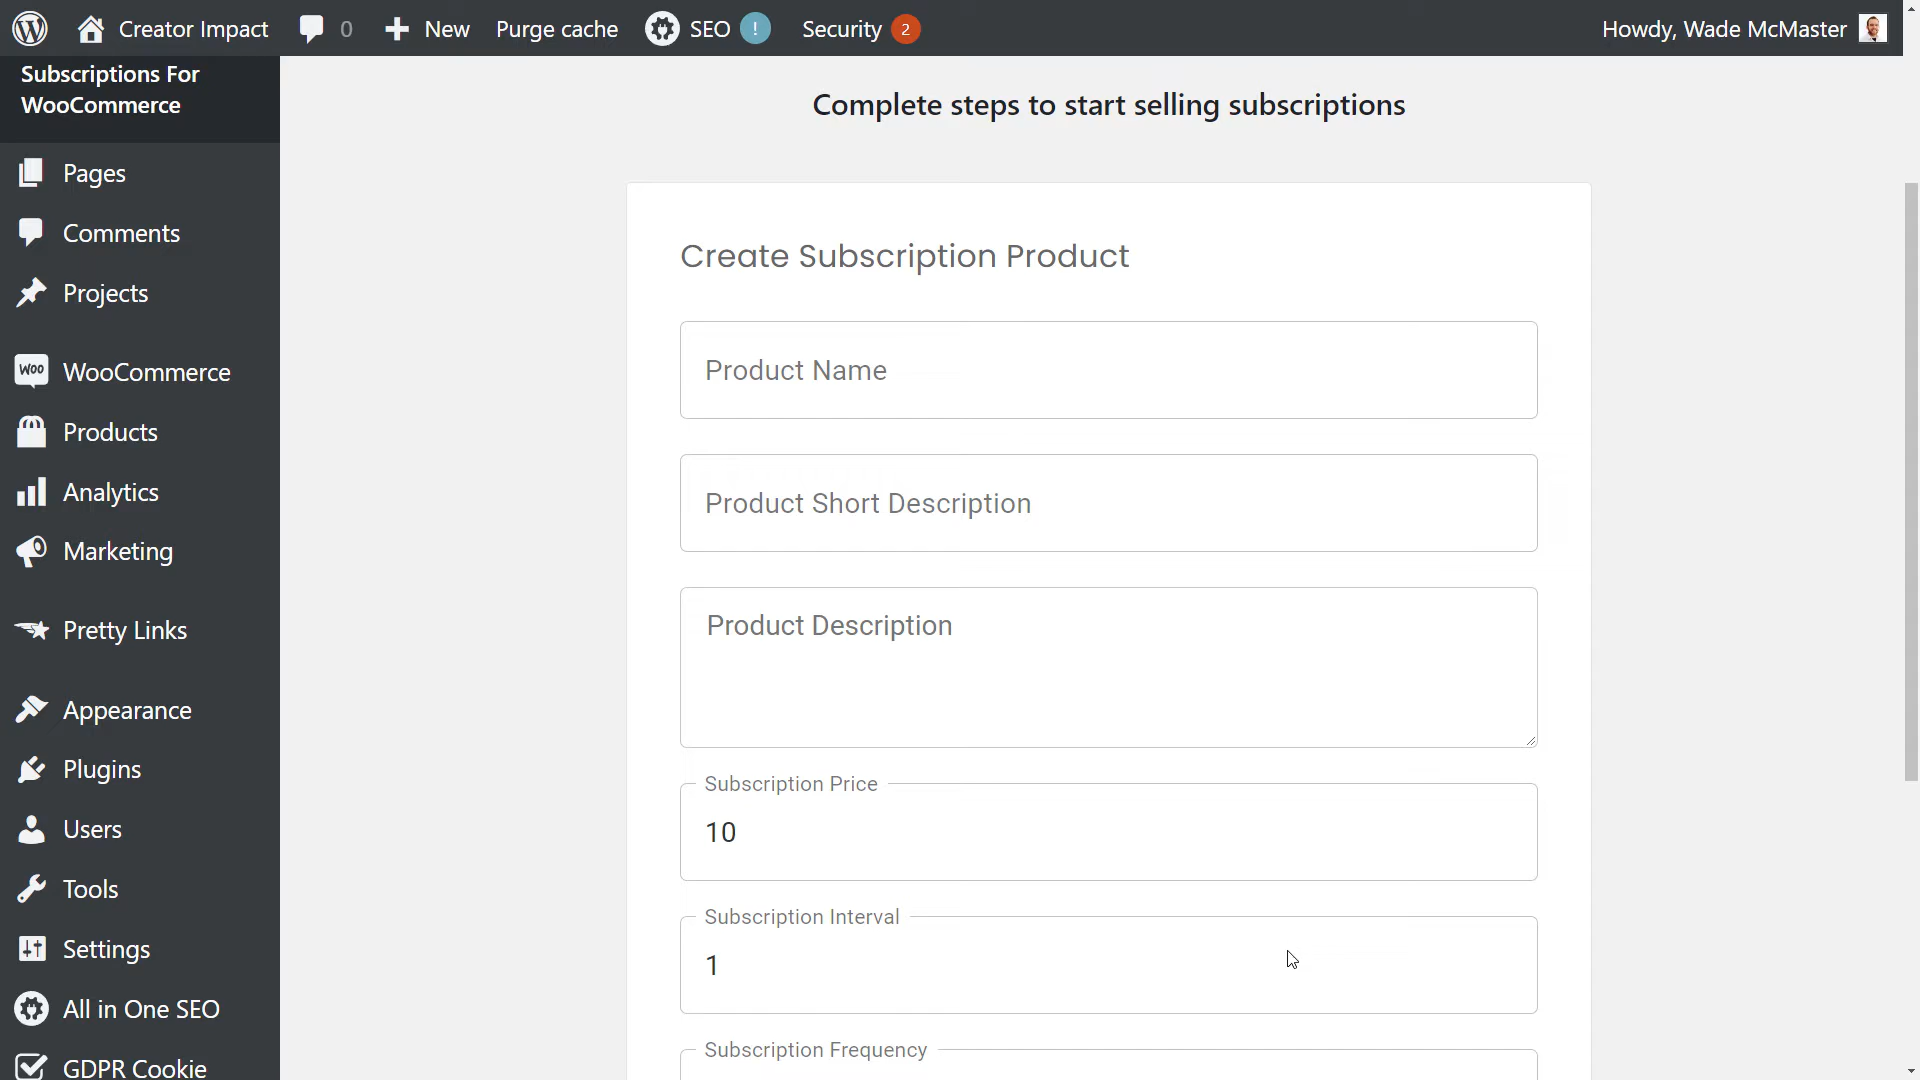 Creator Impact
0
New
Purge cache
SEO
!
Security
2
Howdy, Wade McMaster
Subscriptions For
WooCommerce
Pages
Comments
Projects
Woo
WooCommerce
Products
Analytics
Marketing
Pretty Links
Appearance
Plugins
Users
Tools
Settings
All in One SEO
GDPR Cookie
Complete steps to start selling subscriptions
Create Subscription Product
Product Name
Product Short Description
Product Description
Subscription Price
10
Subscription Interval
1
Subscription Frequency